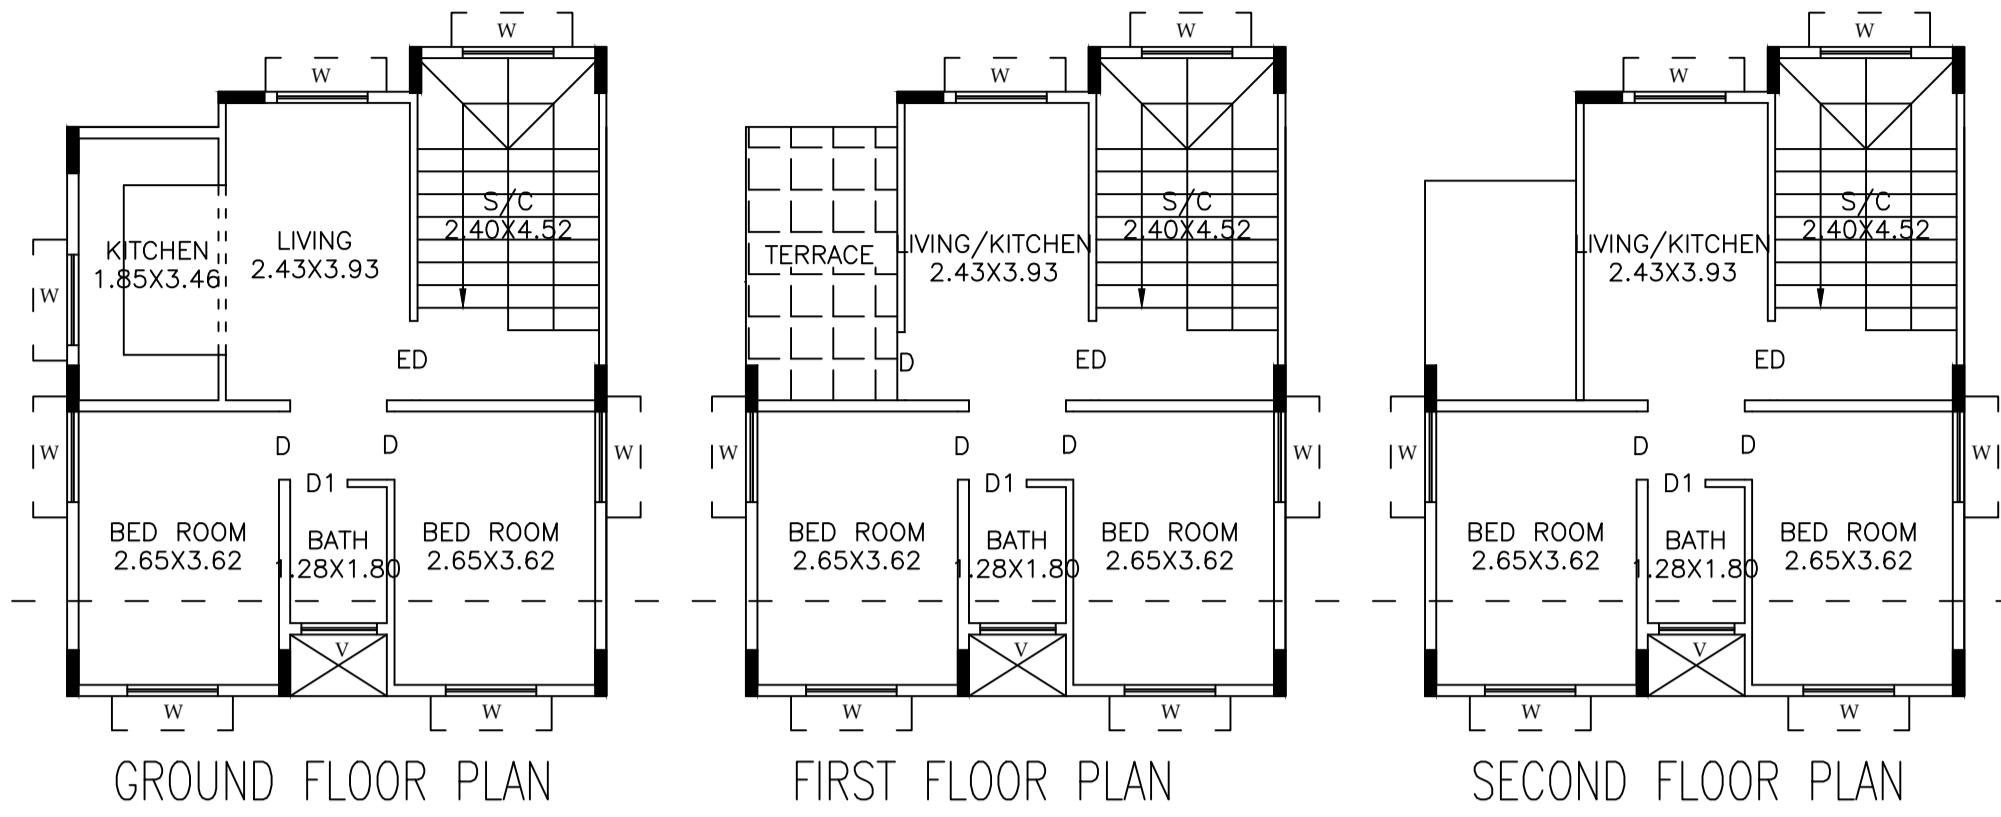 W
W
S/C
2.40X4.52
LIVING
2.43X3.93
KITCHEN
1.85X3.46
W
ED
D
D
W
W
D1
BED ROOM
2.65X3.62
BATH
1.28X1.80
BED ROOM
2.65X3.62
V
W
W
GROUND FLOOR PLAN
W
W
S/C
2.40X4.52
LIVING/KITCHEN
2.43X3.93
TERRACE
D
ED
D
D
W
W
D1
BED ROOM
2.65X3.62
BATH
1.28X1.80
BED ROOM
2.65X3.62
V
W
W
FIRST FLOOR PLAN
W
W
S/C
2.40X4.52
LIVING/KITCHEN
2.43X3.93
ED
D
D
W
W
D1
BED ROOM
2.65X3.62
BATH
1.28X1.80
BED ROOM
2.65X3.62
V
W
W
SECOND FLOOR PLAN